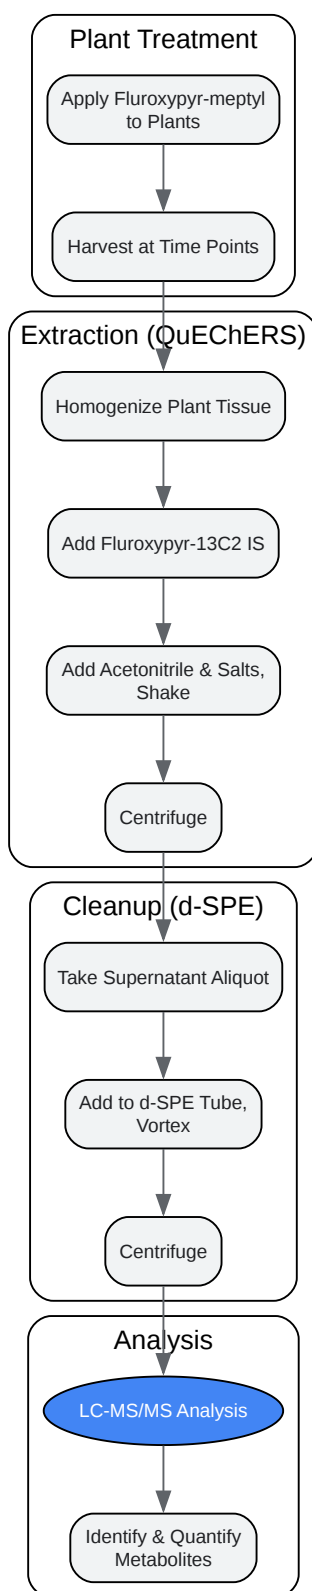 Plant Treatment
Apply Fluroxypyr-meptyl
to Plants
Harvest at Time Points
Extraction (QuEChERS)
Homogenize Plant Tissue
Add Fluroxypyr-13C2 IS
Add Acetonitrile & Salts,
Shake
Centrifuge
Cleanup (d-SPE)
Take Supernatant Aliquot
Add to d-SPE Tube,
Vortex
Centrifuge
Analysis
LC-MS/MS Analysis
Identify & Quantify
Metabolites